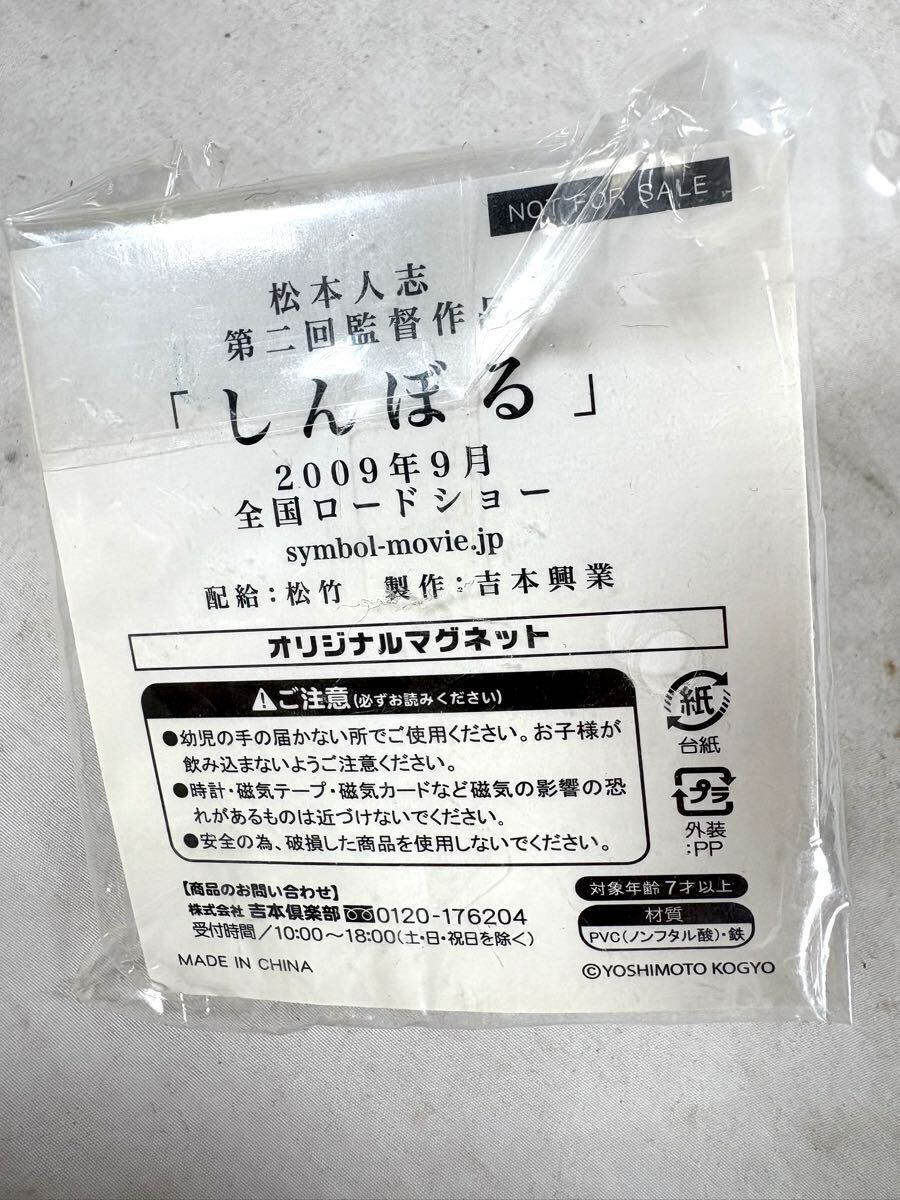 NOT FOR SALE
松本人志
第二回監督作品
「しんぼる」
2009年9月
全国ロードショー
symbol-movie.jp
配給:松竹 製作:吉本興業
オリジナルマグネット
ご注意(必ずお読みください)
●幼児の手の届かない所でご使用ください。お子様が
飲み込まないようご注意ください。
●時計・磁気テープ・磁気カードなど磁気の影響の恐
れがあるものは近づけないでください。
●安全の為、破損した商品を使用しないでください。
紙
台紙
プラ
外装
:PP
【商品のお問い合わせ】
株式会社 吉本倶楽部 0120-176204
受付時間/10:00〜18:00(土・日・祝日を除く)
MADE IN CHINA
対象年齢7才以上
材質
PVC(ノンフタル酸)・鉄
©YOSHIMOTO KOGYO